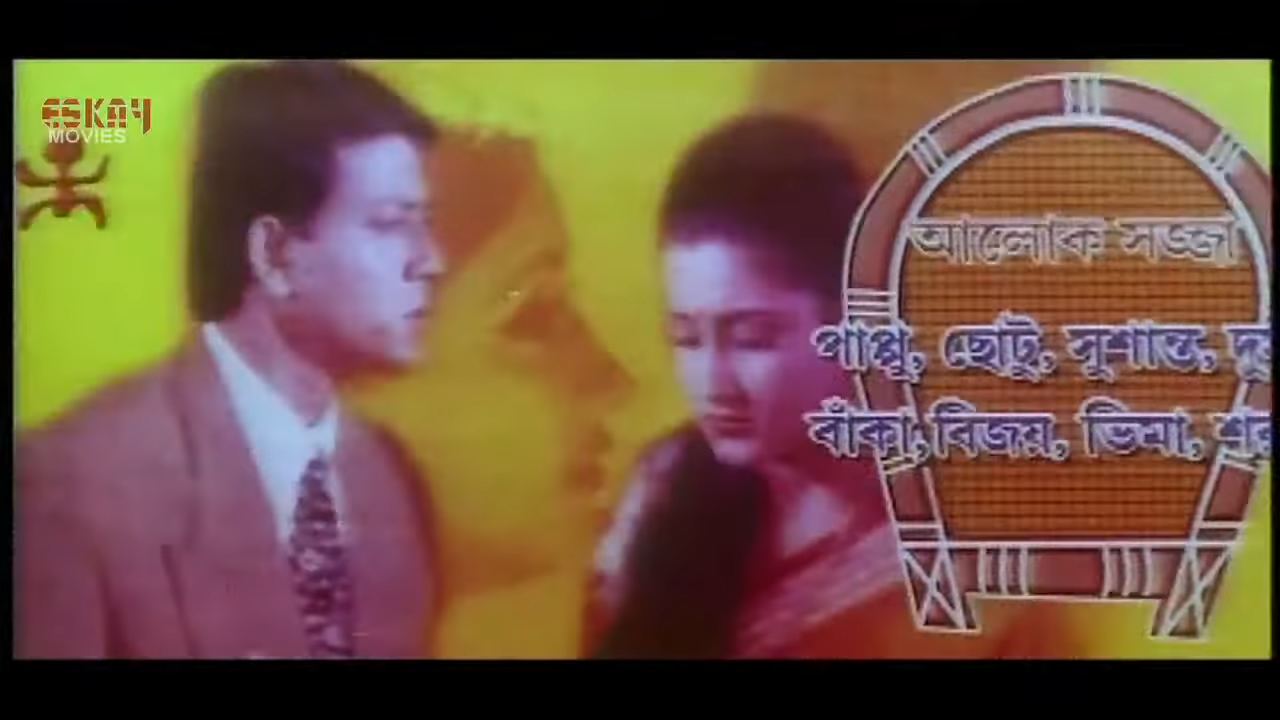 ESKAY
MOVIES
আলোক সজ্জা
পাপ্পু, ছোটু, সুশান্ত,
বাঁকা, বিজয়, ভিমা,